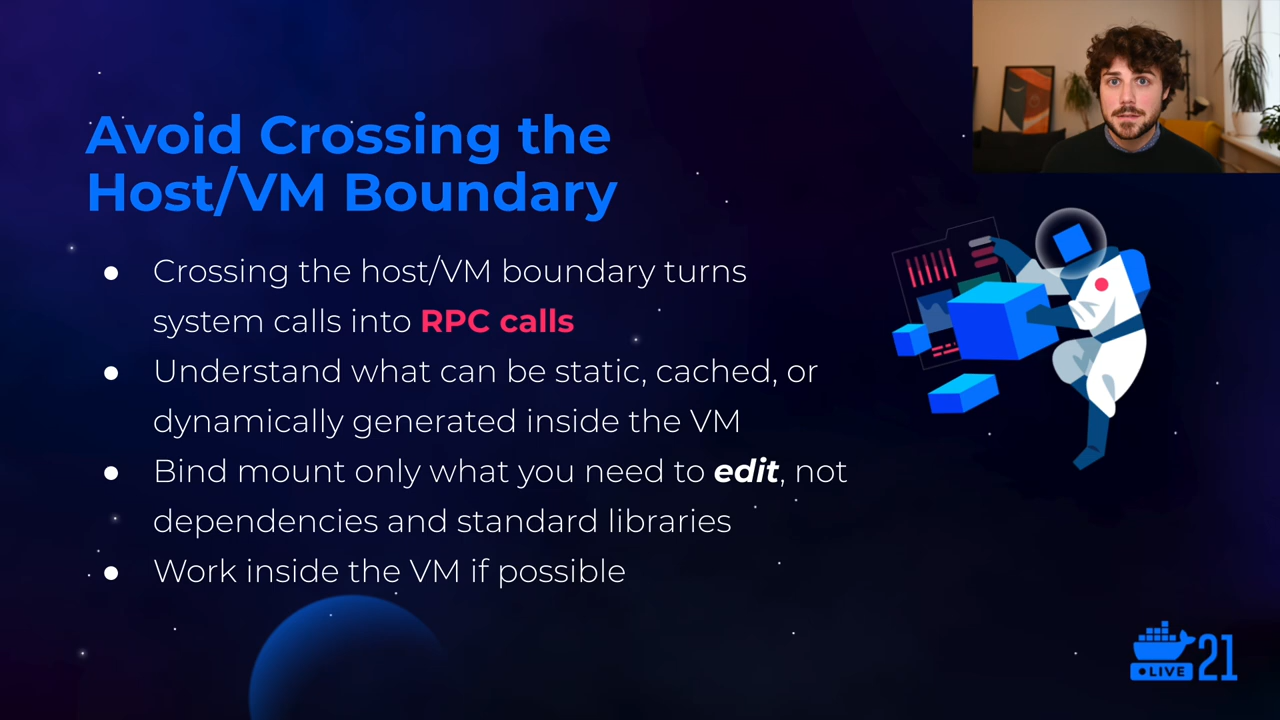 Avoid Crossing the
Host/VM Boundary
● Crossing the host/VM boundary turns
system calls into RPC calls
● Understand what can be static, cached, or
dynamically generated inside the VM
● Bind mount only what you need to edit, not
dependencies and standard libraries
● Work inside the VM if possible
LIVE 21